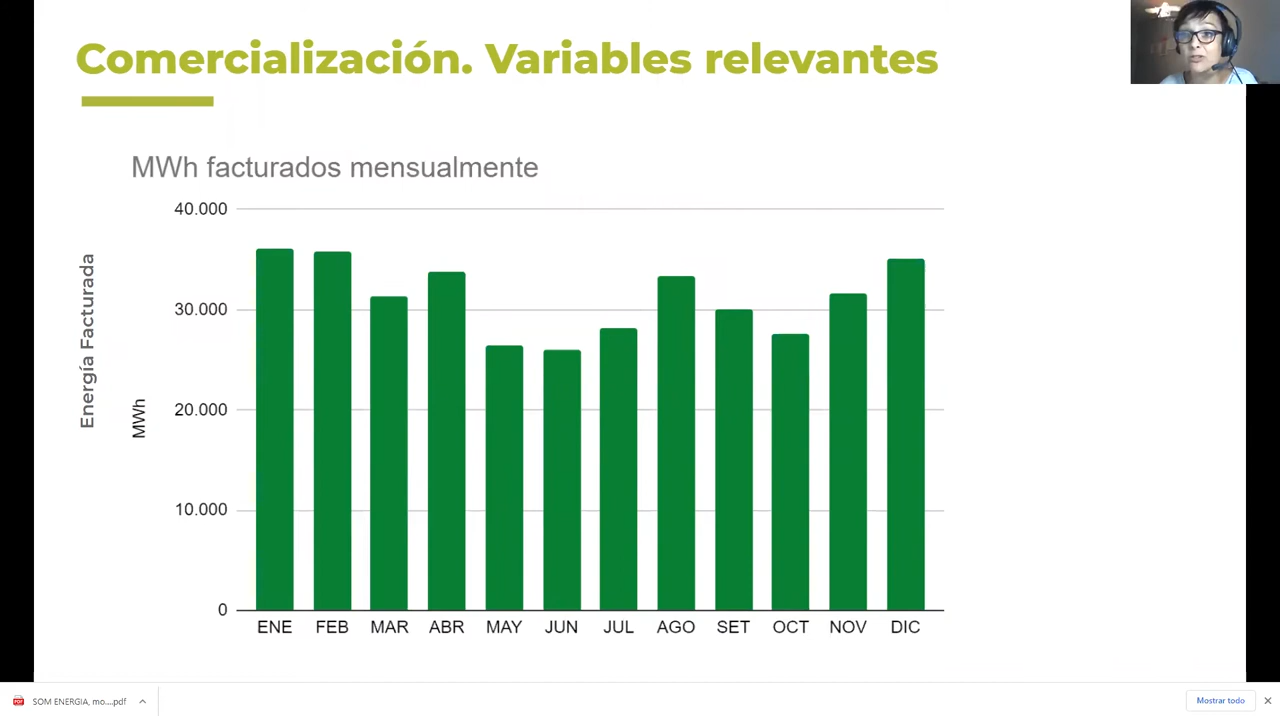 Comercialización. Variables relevantes
MWh facturados mensualmente
Energía Facturada
MWh
40.000
30.000
20.000
10.000
0
ENE FEB MAR ABR MAY JUN JUL AGO SET OCT NOV DIC
SOM ENERGIA, mo....pdf
Mostrar todo